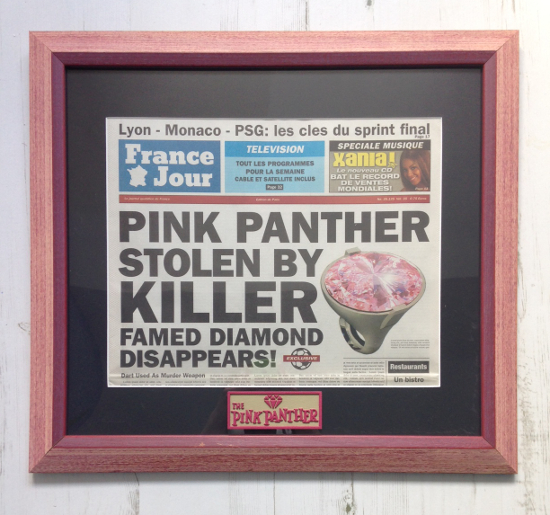 Lyon - Monaco - PSG: les cles du sprint final
Page 17
France
Jour
TELEVISION
TOUT LES PROGRAMMES
POUR LA SEMAINE
CABLE ET SATELLITE INCLUS
SPECIALE MUSIQUE
Xania!
Le nouveau CD
BAT LE RECORD
DE VENTES
MONDIALES!
PINK PANTHER
STOLEN BY
KILLER
FAMED DIAMOND
DISAPPEARS!
EXCLUSIVE
Dart Used As Murder Weapon
Restaurants
Un bistro
THE
PINK PANTHER